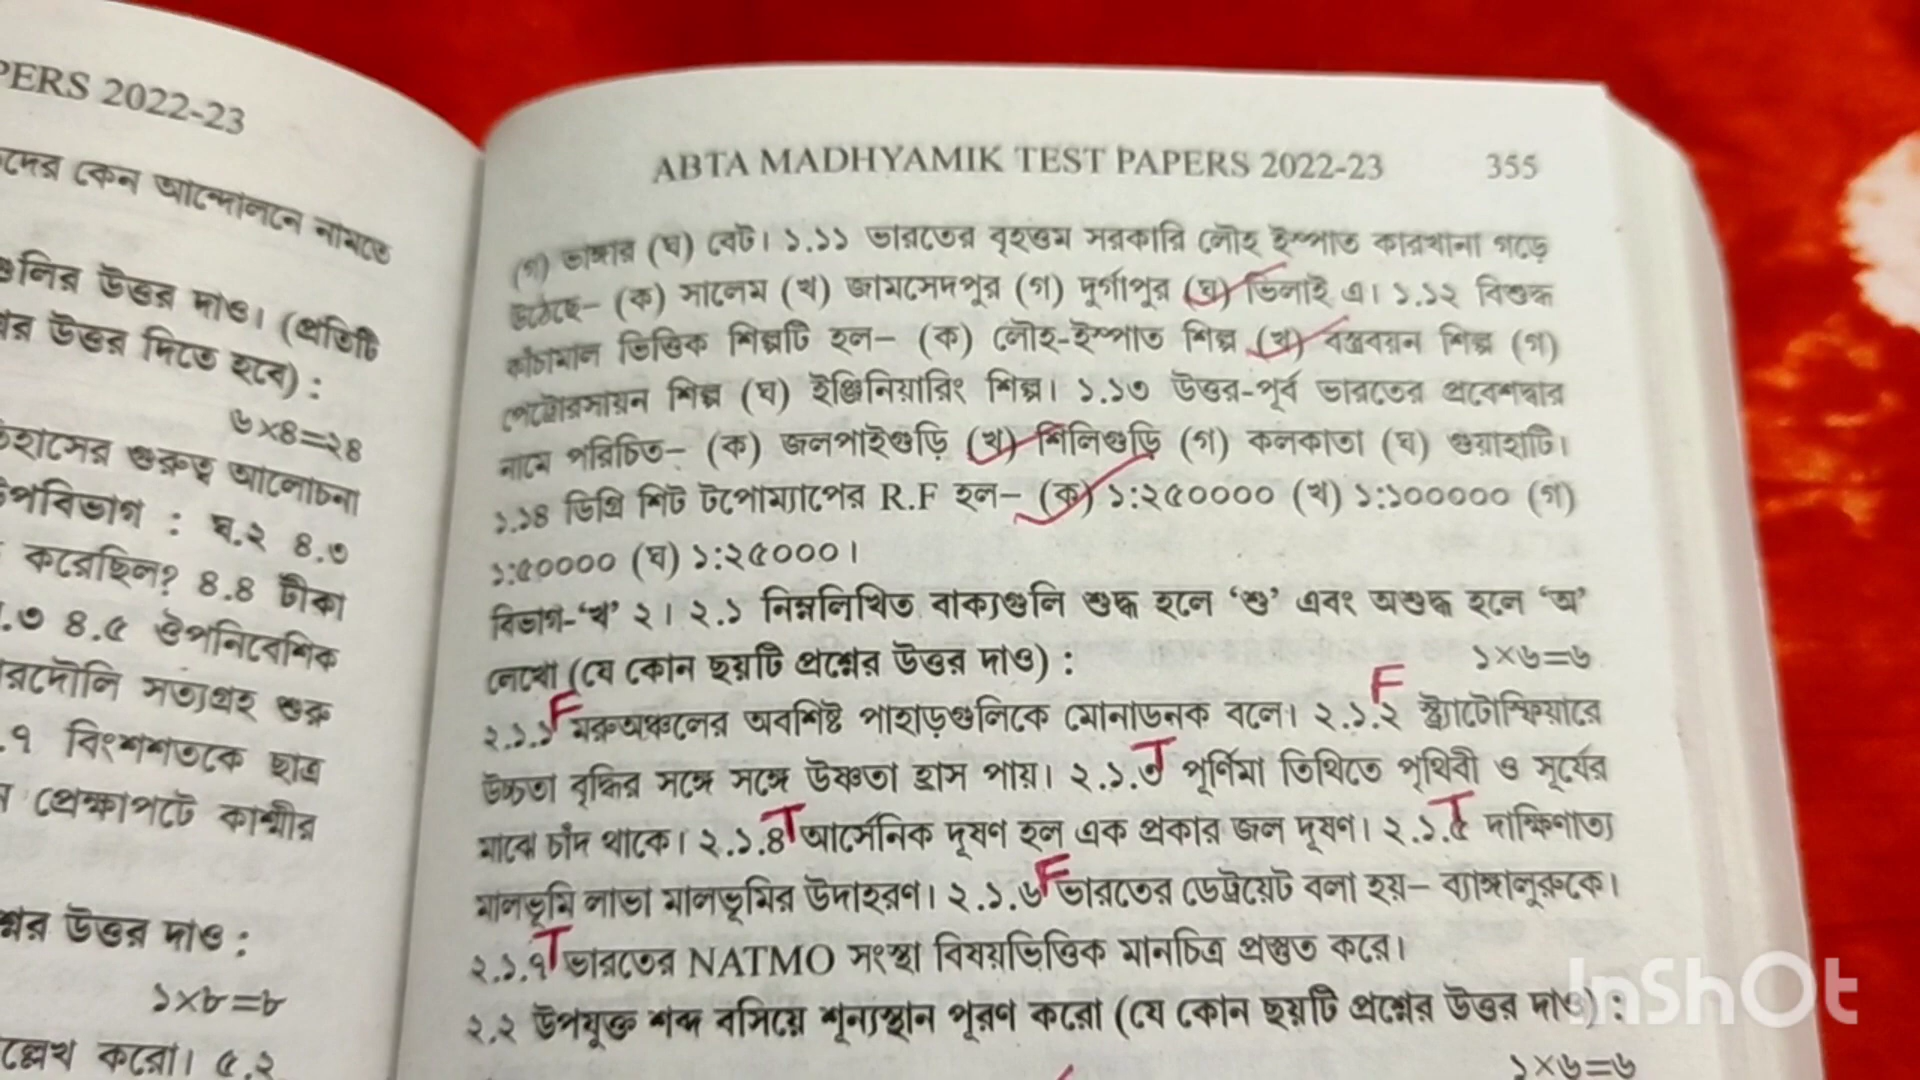 PERS 2022-23
দের কেন আন্দোলনে নামতে
গুলির উত্তর দাও। (প্রতিটি
র উত্তর দিতে হবে) :
৬×৪=২৪
হাসের গুরুত্ব আলোচনা
উপবিভাগ : ঘ.২ ৪.৩
করেছিল? ৪.৪ টীকা
.৩ ৪.৫ ঔপনিবেশিক
রদৌলি সত্যগ্রহ শুরু
.৭ বিংশশতকে ছাত্র
প্রেক্ষাপটে কাশ্মীর
শ্নর উত্তর দাও :
১×৮=৮
ল্লেখ করো। ৫.২
ABTA MADHYAMIK TEST PAPERS 2022-23 355
(গ) ভাঙ্গার (ঘ) বেট। ১.১১ ভারতের বৃহত্তম সরকারি লৌহ ইস্পাত কারখানা গড়ে
উঠেছে– (ক) সালেম (খ) জামসেদপুর (গ) দুর্গাপুর (ঘ) ভিলাই এ। ১.১২ বিশুদ্ধ
কাঁচামাল ভিত্তিক শিল্পটি হল– (ক) লৌহ-ইস্পাত শিল্প (খ) বস্ত্রবয়ন শিল্প (গ)
পেট্রোরসায়ন শিল্প (ঘ) ইঞ্জিনিয়ারিং শিল্প। ১.১৩ উত্তর-পূর্ব ভারতের প্রবেশদ্বার
নামে পরিচিত– (ক) জলপাইগুড়ি (খ) শিলিগুড়ি (গ) কলকাতা (ঘ) গুয়াহাটি।
১.১৪ ডিগ্রি শিট টপোম্যাপের R.F হল– (ক) ১:২৫০০০০ (খ) ১:১০০০০০ (গ)
১:৫০০০০ (ঘ) ১:২৫০০০।
বিভাগ-‘খ’ ২। ২.১ নিম্নলিখিত বাক্যগুলি শুদ্ধ হলে ‘শু’ এবং অশুদ্ধ হলে ‘অ’
লেখো (যে কোন ছয়টি প্রশ্নের উত্তর দাও) : ১×৬=৬
২.১.১ F মরুঅঞ্চলের অবশিষ্ট পাহাড়গুলিকে মোনাডনক বলে। ২.১.২ F স্ট্র্যাটোস্ফিয়ারে
উচ্চতা বৃদ্ধির সঙ্গে সঙ্গে উষ্ণতা হ্রাস পায়। ২.১.৩ T পূর্ণিমা তিথিতে পৃথিবী ও সূর্যের
মাঝে চাঁদ থাকে। ২.১.৪ T আর্সেনিক দূষণ হল এক প্রকার জল দূষণ। ২.১.৫ T দাক্ষিণাত্য
মালভূমি লাভা মালভূমির উদাহরণ। ২.১.৬ F ভারতের ডেট্রয়েট বলা হয়– ব্যাঙ্গালুরুকে।
২.১.৭ T ভারতের NATMO সংস্থা বিষয়ভিত্তিক মানচিত্র প্রস্তুত করে।
২.২ উপযুক্ত শব্দ বসিয়ে শূন্যস্থান পূরণ করো (যে কোন ছয়টি প্রশ্নের উত্তর দাও) :
১×৬=৬
InShOt